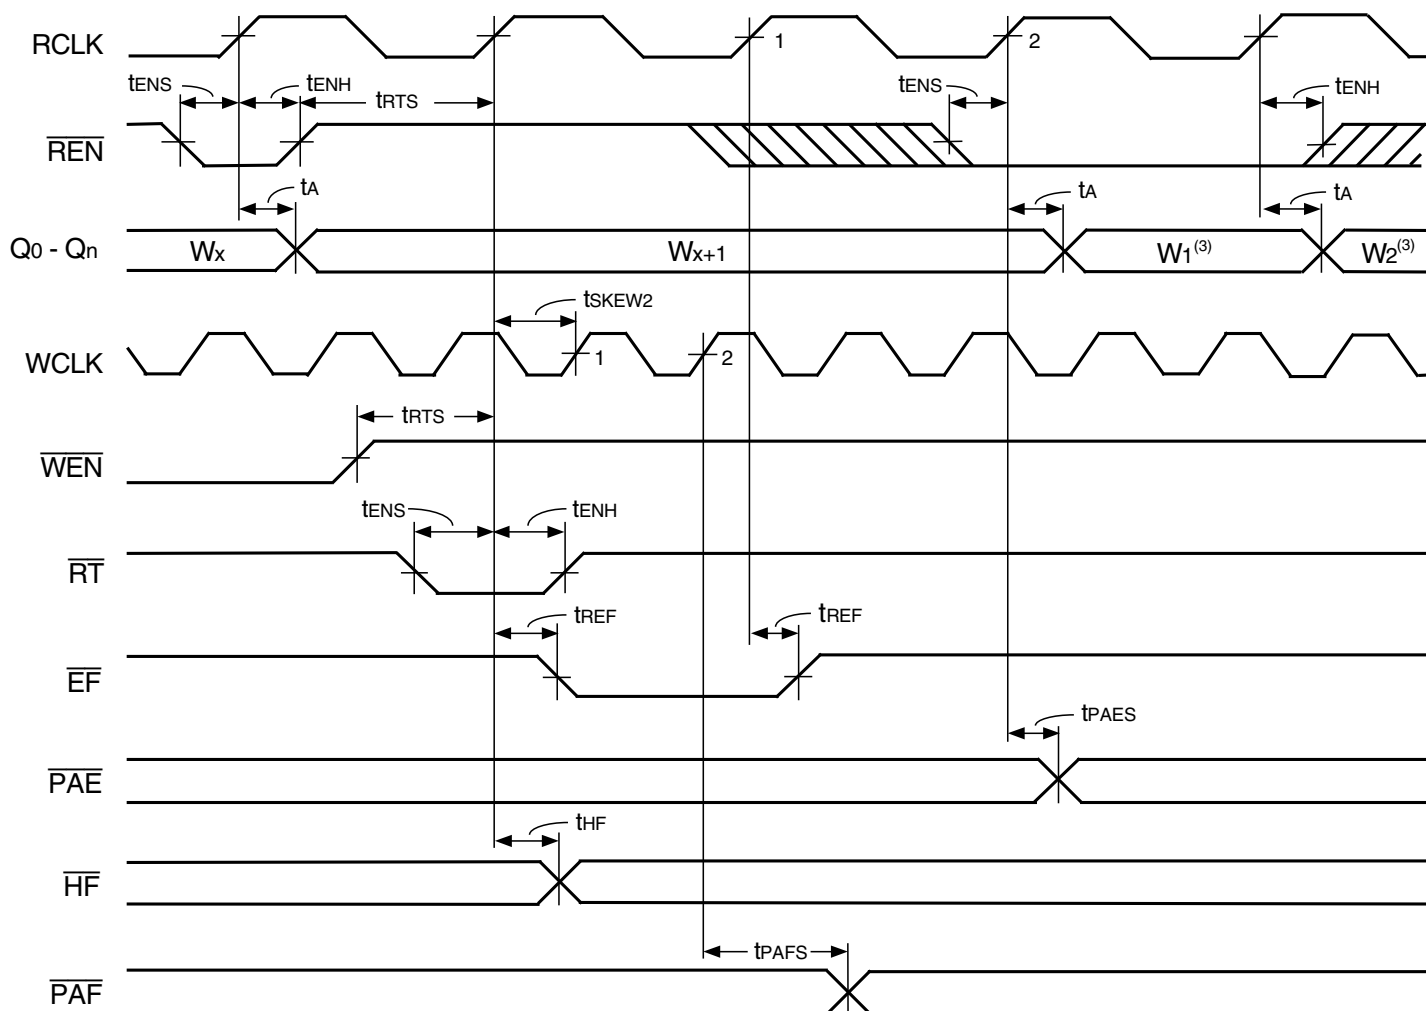 RCLK 1 2
tENS tENH tRTS tENS tENH
REN
tA tA tA
Q0 - Qn Wx Wx+1 W1(3) W2(3)
tSKEW2
WCLK 1 2
tRTS
WEN
tENS tENH
RT
tREF tREF
EF
tPAES
PAE
tHF
HF
tPAFS
PAF